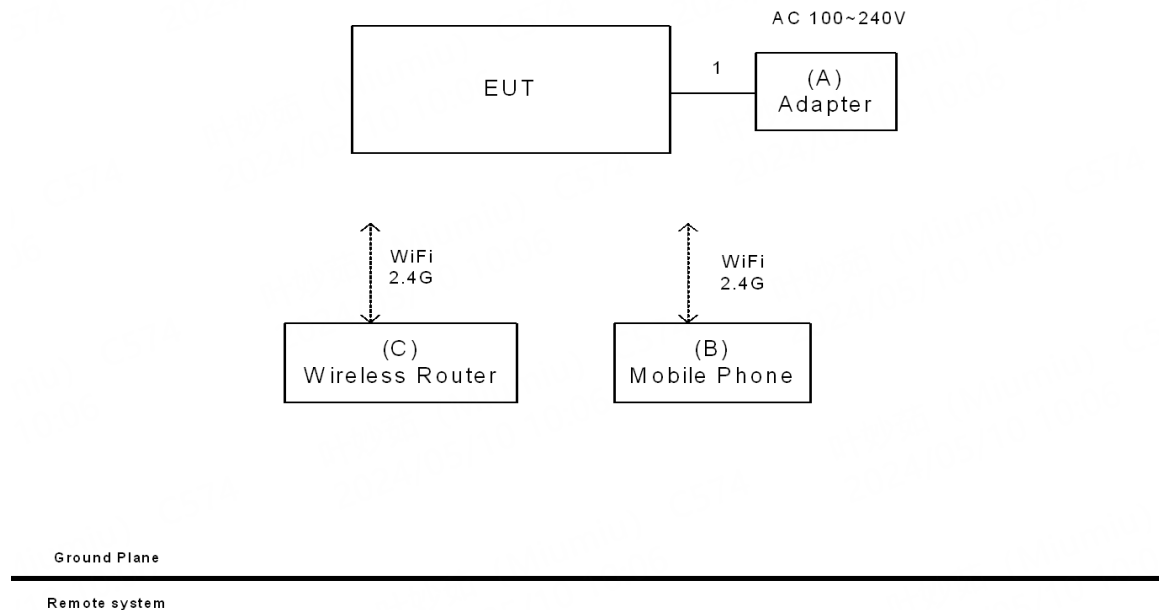 AC 100~240V
EUT
1
(A)
Adapter
WiFi
2.4G
WiFi
2.4G
(C)
Wireless Router
(B)
Mobile Phone
Ground Plane
Remote system